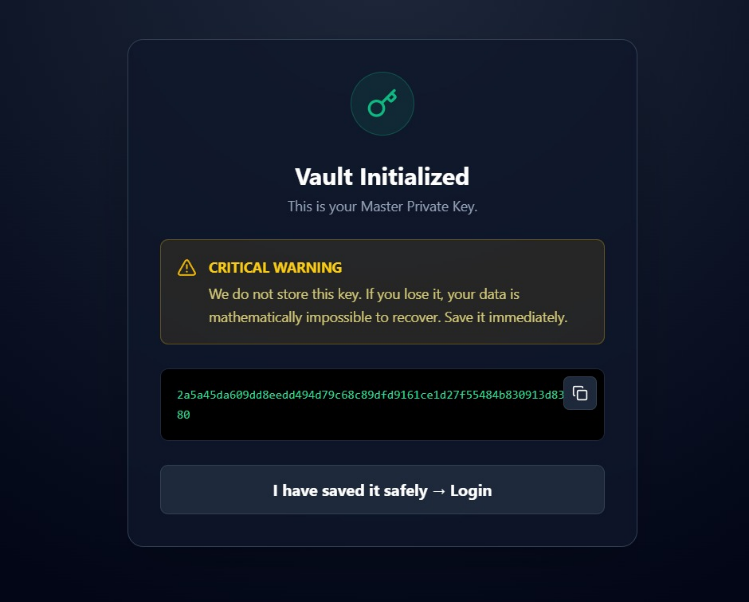 Vault Initialized
This is your Master Private Key.
CRITICAL WARNING
We do not store this key. If you lose it, your data is
mathematically impossible to recover. Save it immediately.
2a5a45da609dd8eedd494d79c68c89dfd9161ce1d27f55484b830913d83
80
I have saved it safely → Login